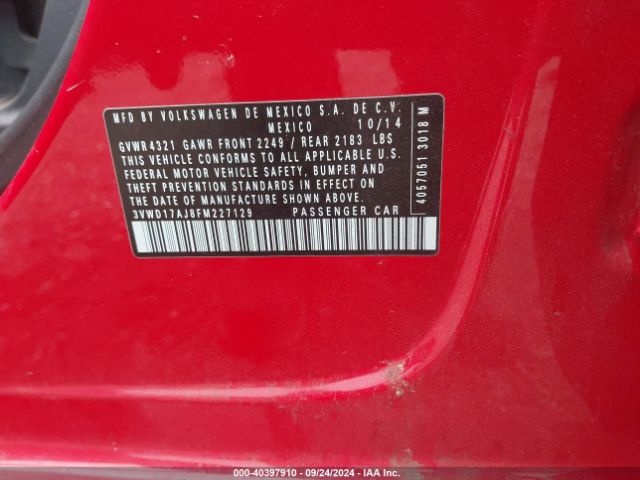 MFD BY VOLKSWAGEN DE MEXICO S.A. DE C.V.
MEXICO 10/14
GVWR4321 GAWR FRONT 2249 / REAR 2183 LBS
THIS VEHICLE CONFORMS TO ALL APPLICABLE U.S.
FEDERAL MOTOR VEHICLE SAFETY, BUMPER AND
THEFT PREVENTION STANDARDS IN EFFECT ON THE
DATE OF MANUFACTURE SHOWN ABOVE.
3VWD17AJ8FM227129 PASSENGER CAR
4057051 3018 M
000-40397910 - 09/24/2024 - IAA Inc.